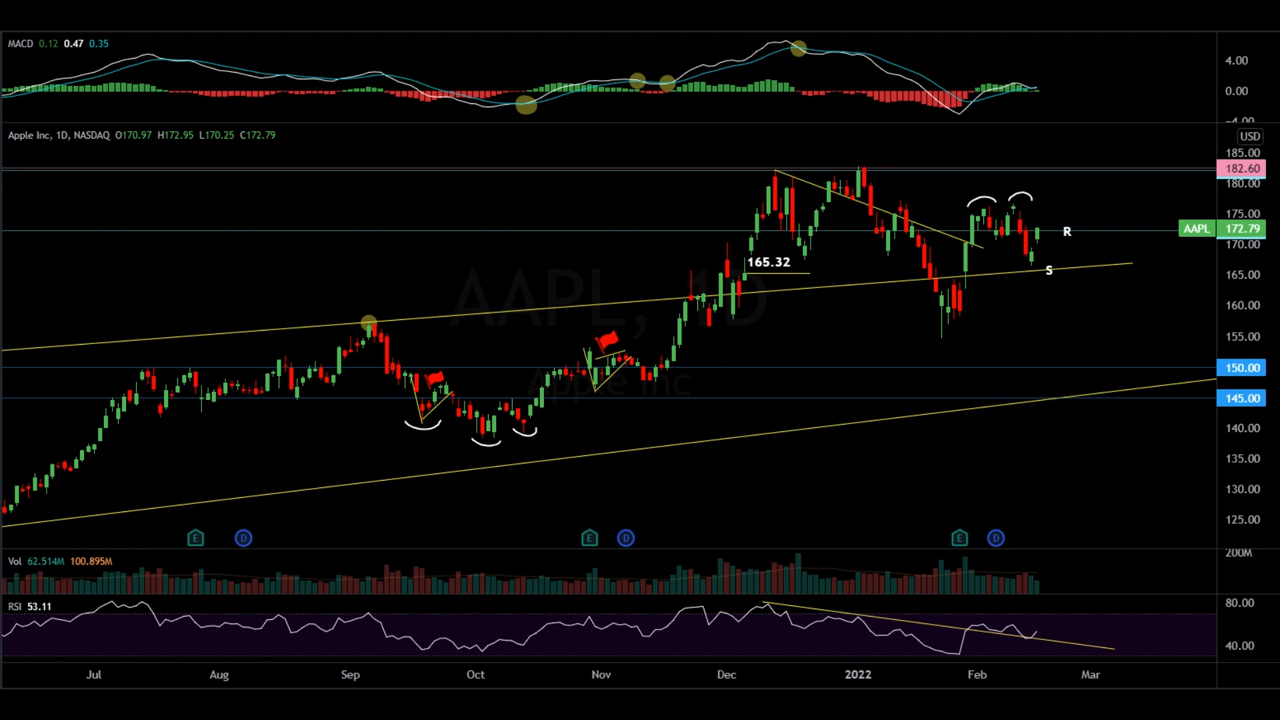 MACD 0.12 0.47 0.35
4.00
0.00
-4.00
Apple Inc, 1D, NASDAQ O170.97 H172.95 L170.25 C172.79
USD
185.00
182.60
180.00
175.00
AAPL 172.79
R
170.00
165.32
S
165.00
AAPL, 1D
160.00
155.00
150.00
Apple Inc
145.00
140.00
135.00
130.00
125.00
E D E D E D
200M
Vol 62.514M 100.895M
RSI 53.11
80.00
40.00
Jul Aug Sep Oct Nov Dec 2022 Feb Mar